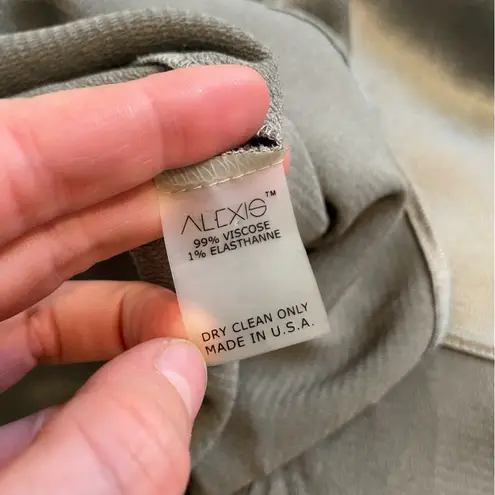 ALEXIS™
99% VISCOSE
1% ELASTHANNE
DRY CLEAN ONLY
MADE IN U.S.A.